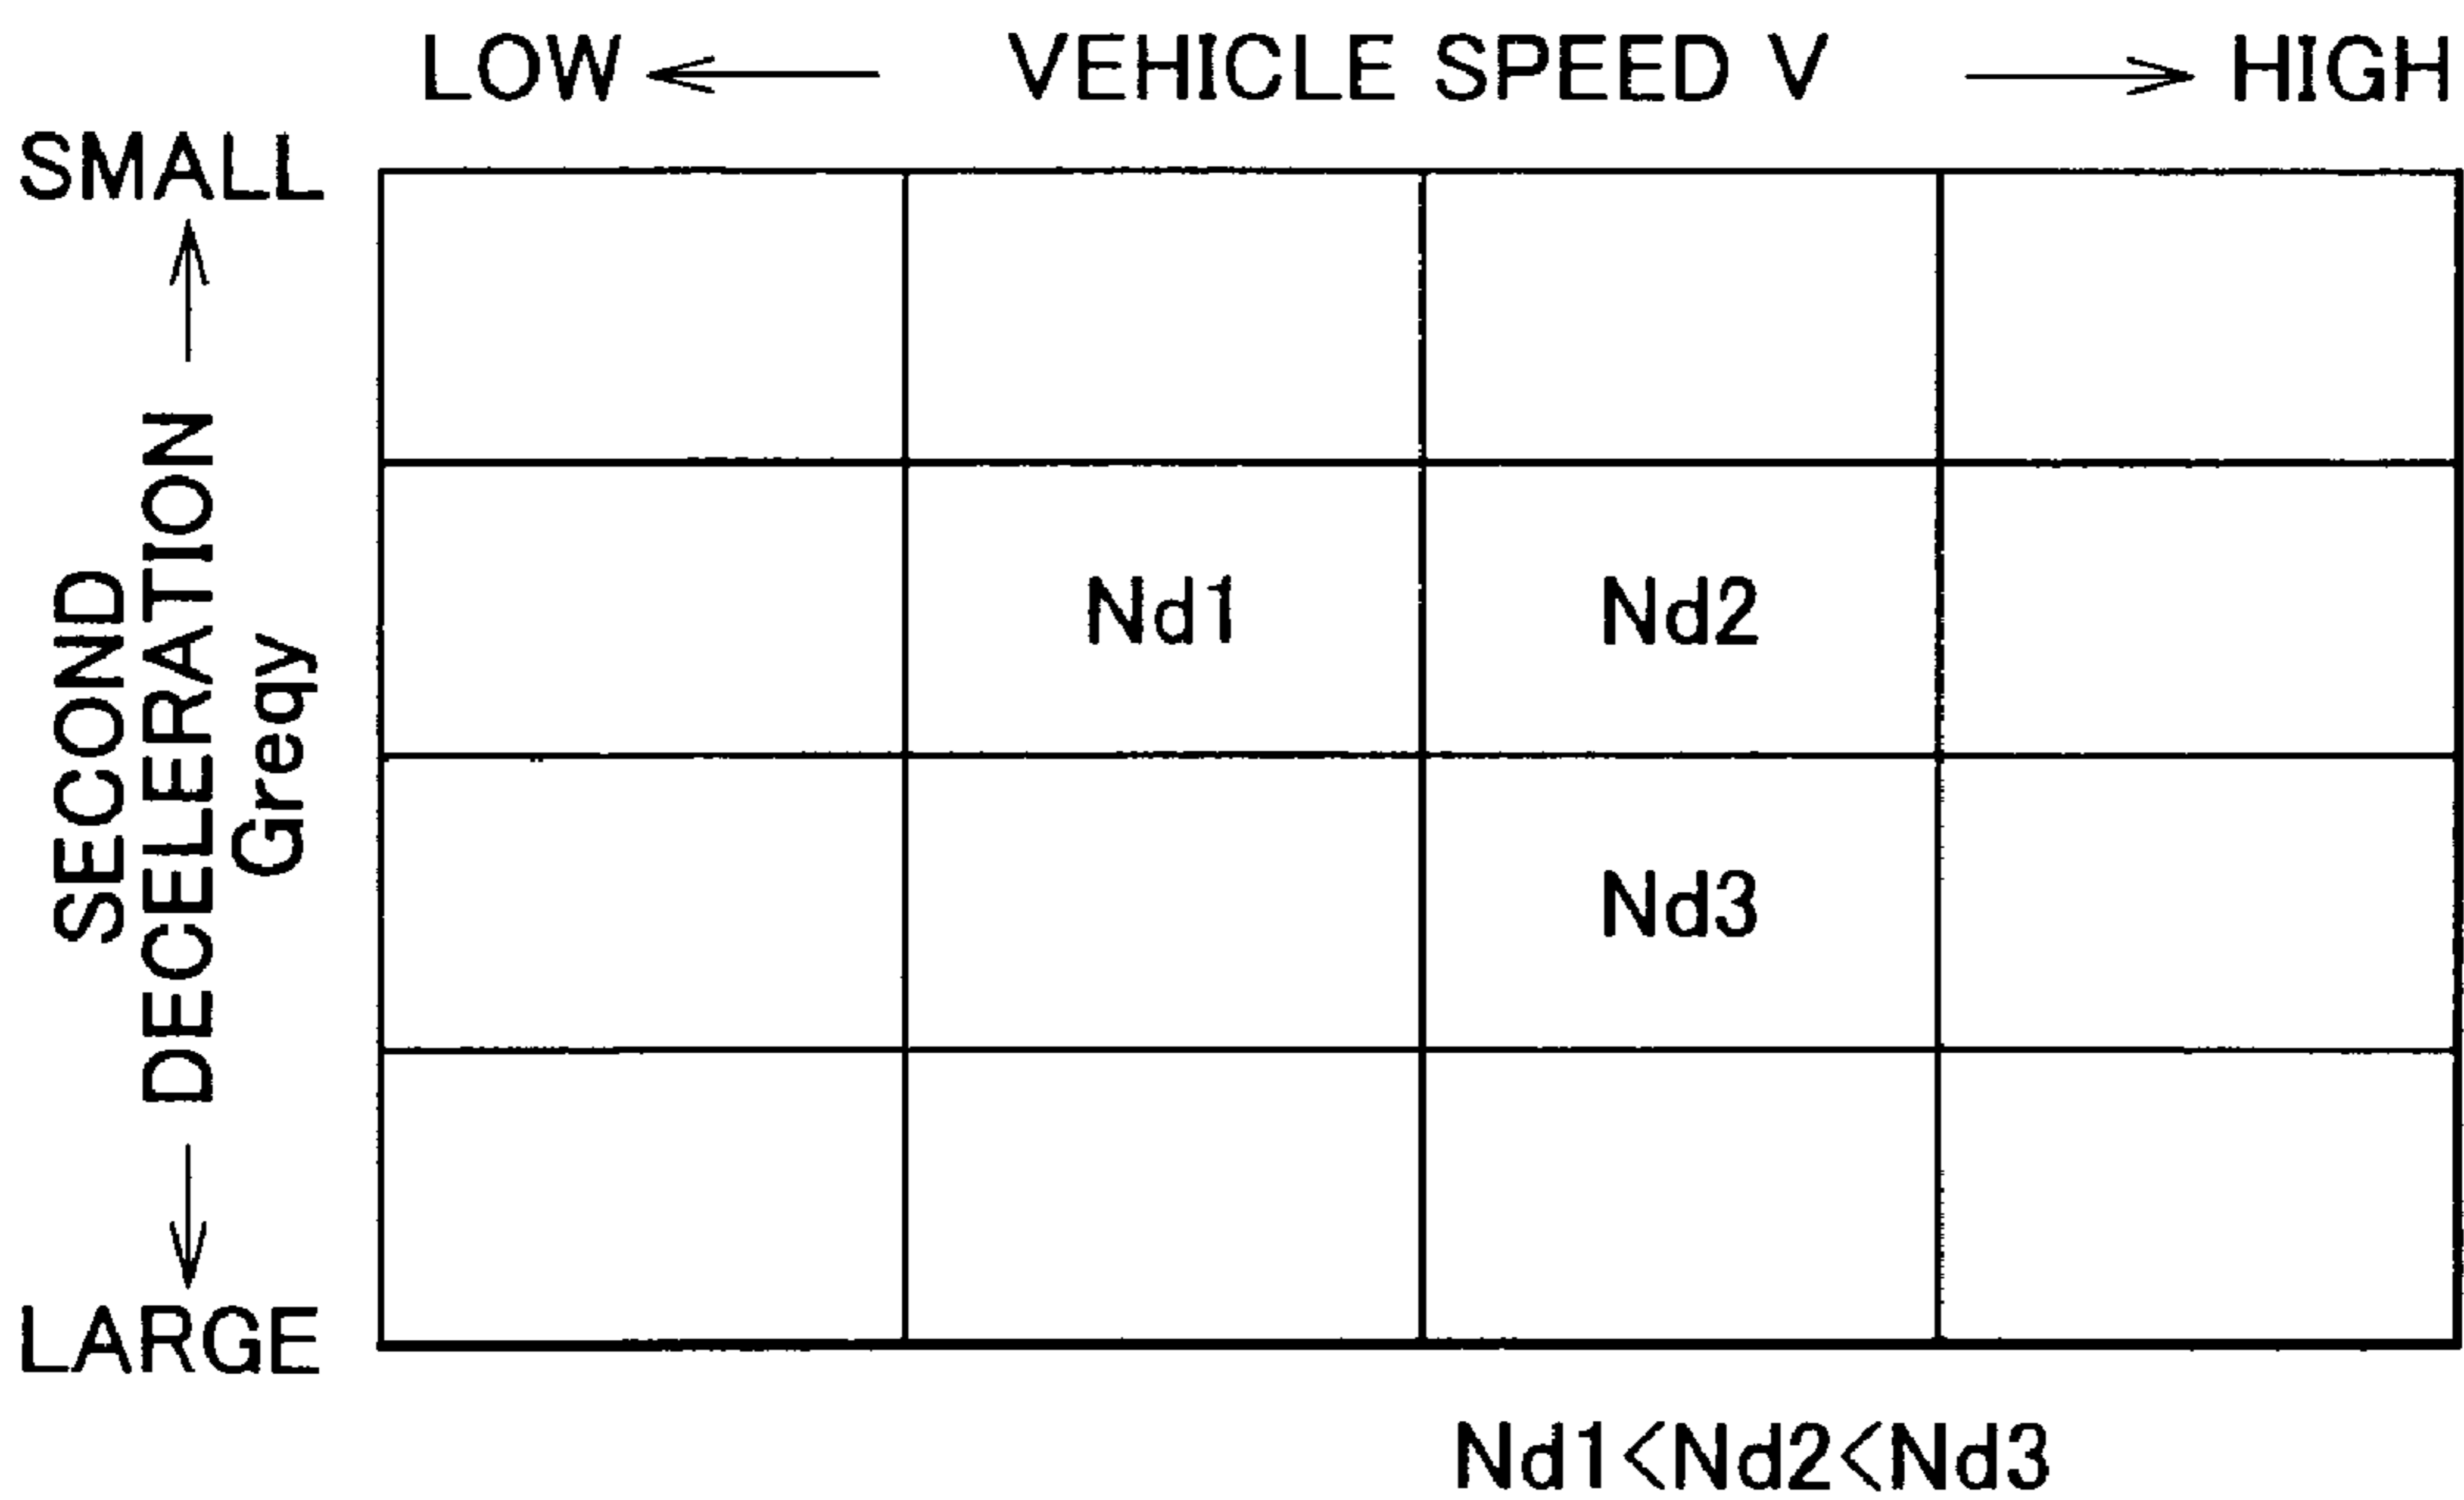 LOW VEHICLE SPEED V HIGH
SMALL
SECOND
DECELERATION
Greqy
LARGE
Nd1 Nd2
Nd3
Nd1<Nd2<Nd3